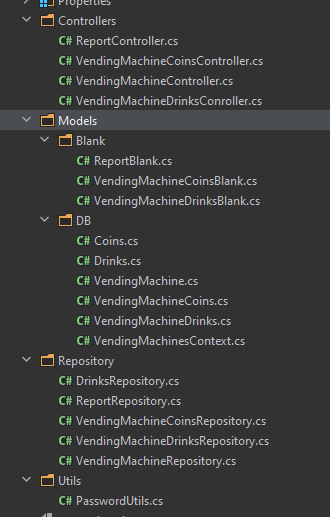 Properties
Controllers
C# ReportController.cs
C# VendingMachineCoinsController.cs
C# VendingMachineController.cs
C# VendingMachineDrinksConroller.cs
Models
Blank
C# ReportBlank.cs
C# VendingMachineCoinsBlank.cs
C# VendingMachineDrinksBlank.cs
DB
C# Coins.cs
C# Drinks.cs
C# VendingMachine.cs
C# VendingMachineCoins.cs
C# VendingMachineDrinks.cs
C# VendingMachinesContext.cs
Repository
C# DrinksRepository.cs
C# ReportRepository.cs
C# VendingMachineCoinsRepository.cs
C# VendingMachineDrinksRepository.cs
C# VendingMachineRepository.cs
Utils
C# PasswordUtils.cs